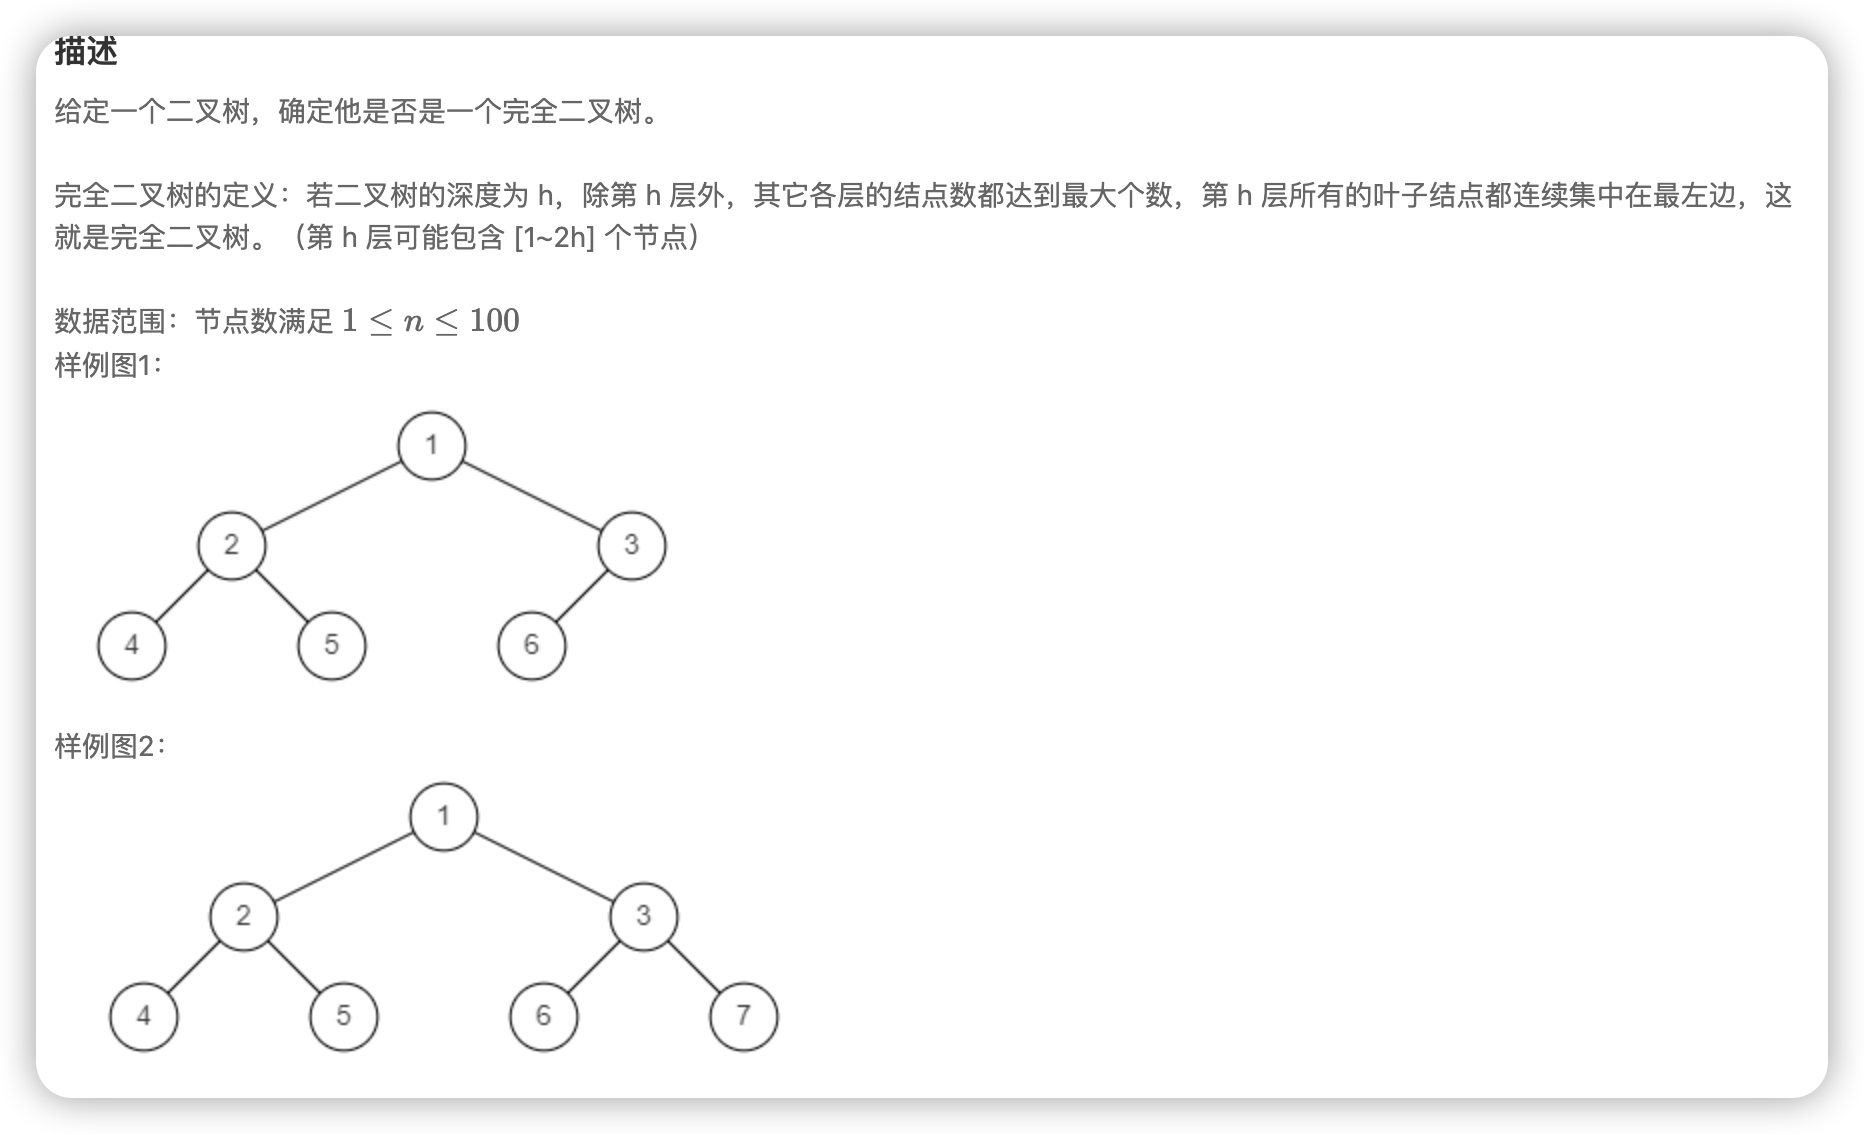 描述
给定一个二叉树，确定他是否是一个完全二叉树。
完全二叉树的定义：若二叉树的深度为 h，除第 h 层外，其它各层的结点数都达到最大个数，第 h 层所有的叶子结点都连续集中在最左边，这
就是完全二叉树。（第 h 层可能包含 [1~2h] 个节点）
数据范围：节点数满足 1 ≤ n ≤ 100
样例图1：
1
2 3
4 5 6
样例图2：
1
2 3
4 5 6 7